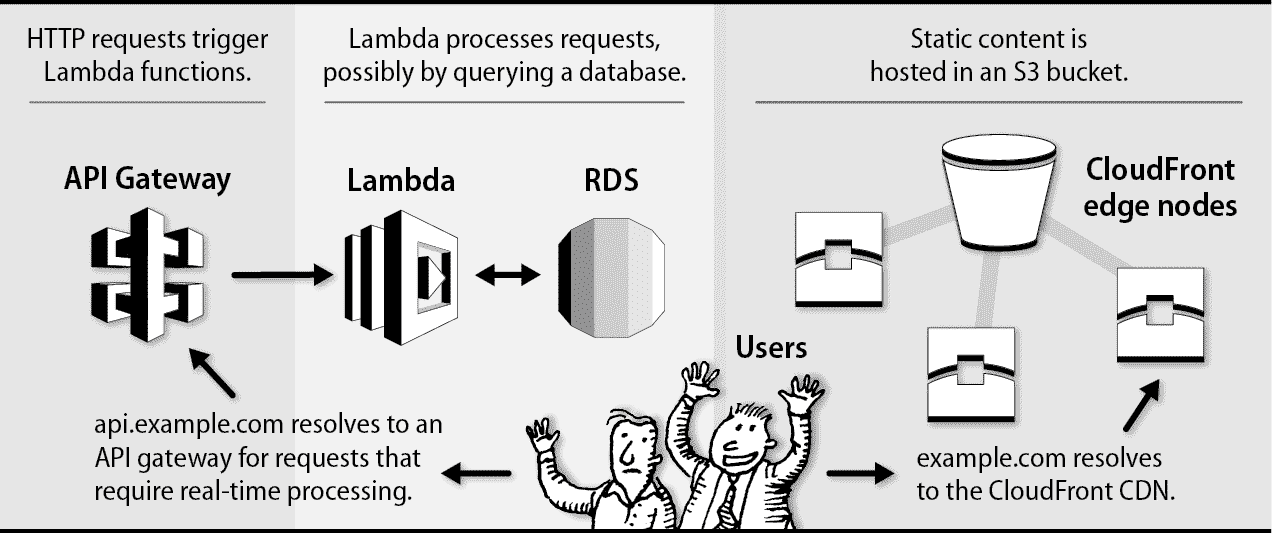 HTTP requests trigger
Lambda functions.
Lambda processes requests,
possibly by querying a database.
Static content is
hosted in an S3 bucket.
API Gateway
Lambda
RDS
CloudFront
edge nodes
Users
api.example.com resolves to an
API gateway for requests that
require real-time processing.
example.com resolves
to the CloudFront CDN.